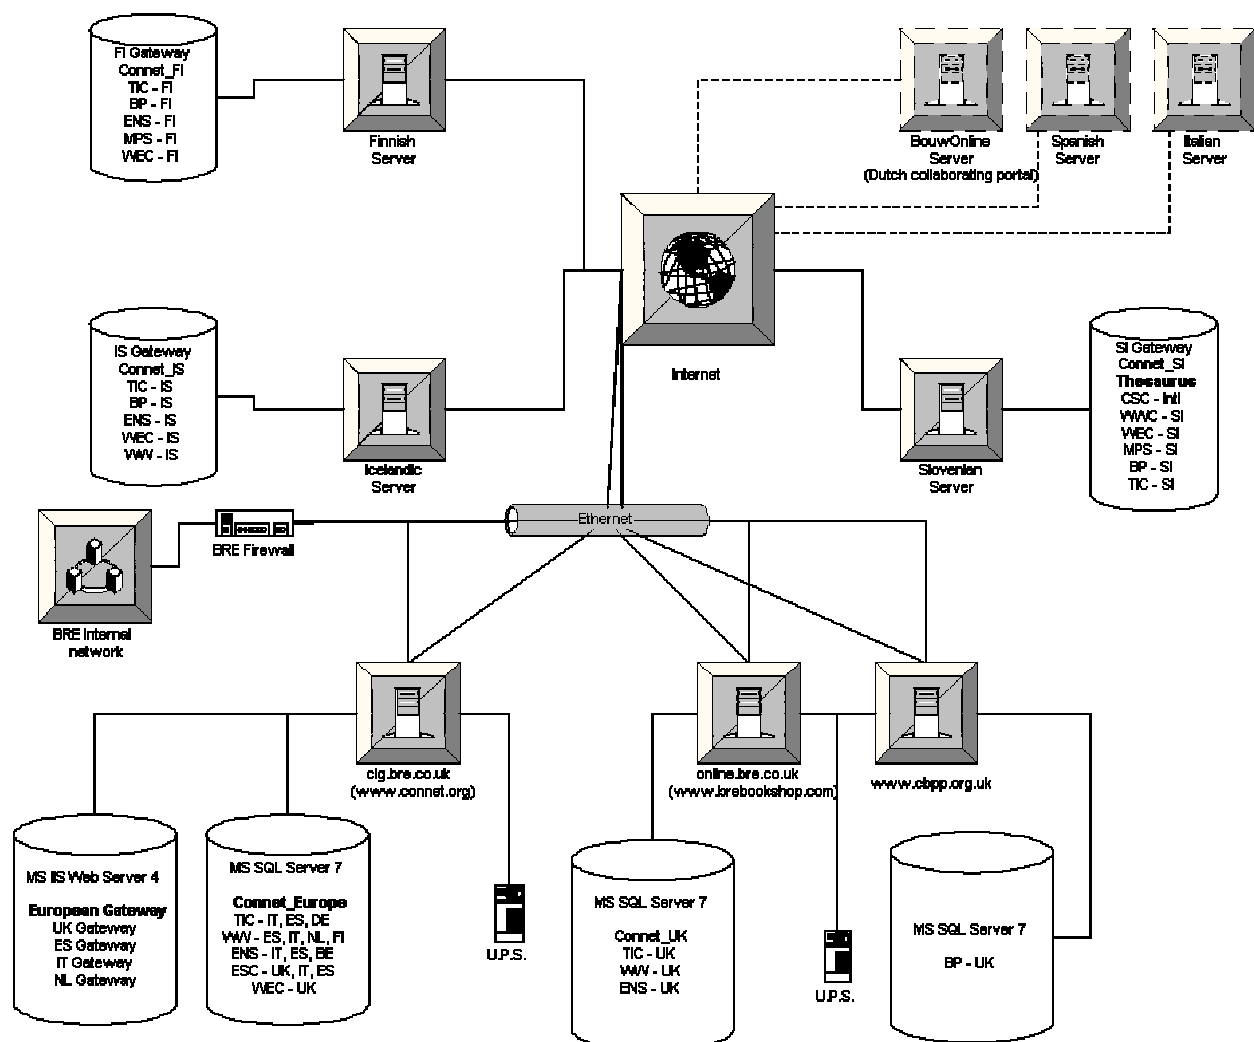 FI Gateway
Connet_FI
TIC - FI
BP - FI
ENS - FI
MPS - FI
WEC - FI
Finnish
Server
BouwOnline
Server
(Dutch collaborating portal)
Spanish
Server
Italian
Server
Internet
IS Gateway
Connet_IS
TIC - IS
BP - IS
ENS - IS
WEC - IS
VWV - IS
Icelandic
Server
Slovenian
Server
SI Gateway
Connet_SI
Thesaurus
CSC - Intl
WWC - SI
WEC - SI
MPS - SI
BP - SI
TIC - SI
Ethernet
BRE Firewall
BRE Internal
network
cig.bre.co.uk
(www.connet.org)
online.bre.co.uk
(www.brebookshop.com)
www.cbpp.org.uk
MS IIS Web Server 4
European Gateway
UK Gateway
ES Gateway
IT Gateway
NL Gateway
MS SQL Server 7
Connet_Europe
TIC - IT, ES, DE
VWV - ES, IT, NL, FI
ENS - IT, ES, BE
ESC - UK, IT, ES
WEC - UK
U.P.S.
MS SQL Server 7
Connet_UK
TIC - UK
VWV - UK
ENS - UK
U.P.S.
MS SQL Server 7
BP - UK